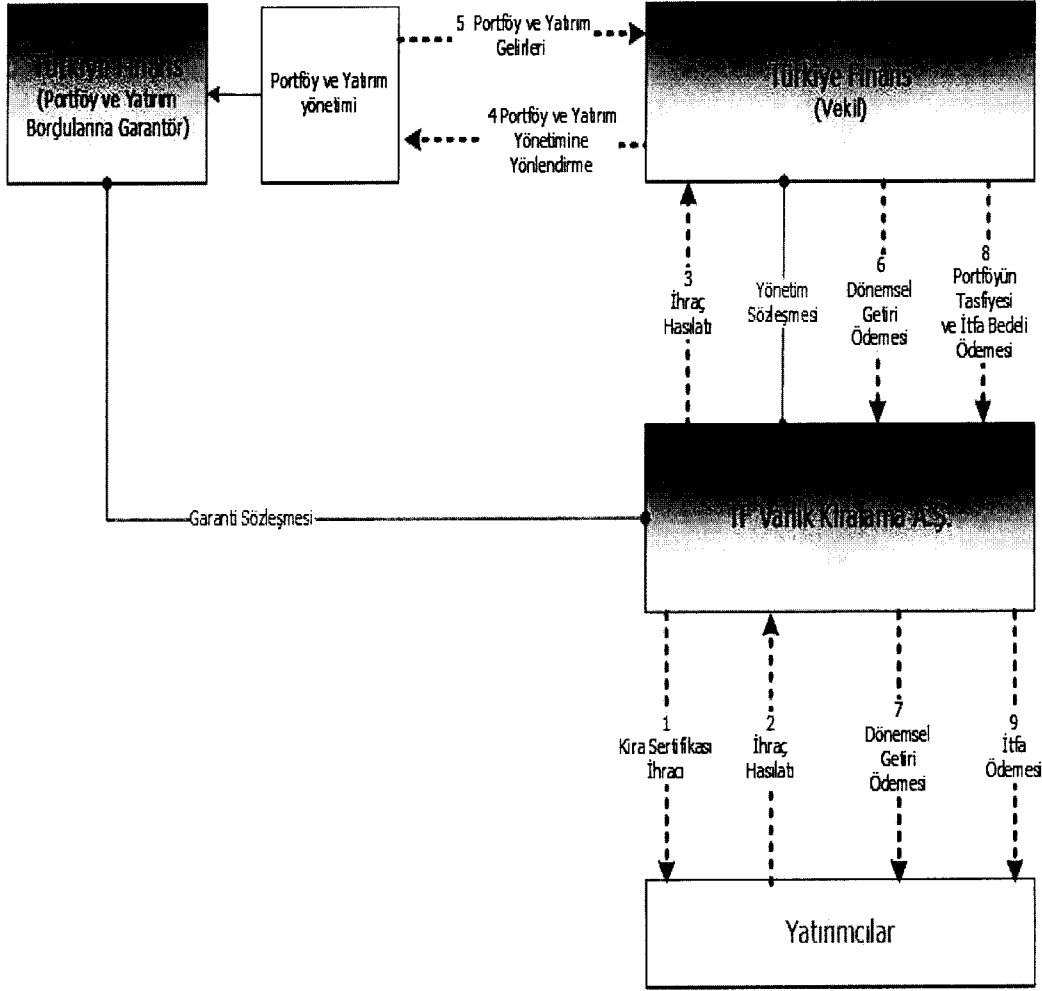 Türkiye Finans
(Portföy ve Yatırım
Borçlularına Garantör)
Portföy ve Yatırım
yönetimi
5 Portföy ve Yatırım
Gelirleri
4 Portföy ve Yatırım
Yönetimine
Yönlendirme
Türkiye Finans
(Vekil)
3
İhraç
Hasılatı
Yönetim
Sözleşmesi
6
Dönemsel
Getiri
Ödemesi
8
Portföyün
Tasfiyesi
ve İtfa Bedeli
Ödemesi
Garanti Sözleşmesi
TF Varlık Kiralama A.Ş.
1
Kira Sertifikası
İhracı
2
İhraç
Hasılatı
7
Dönemsel
Getiri
Ödemesi
9
İtfa
Ödemesi
Yatırımcılar